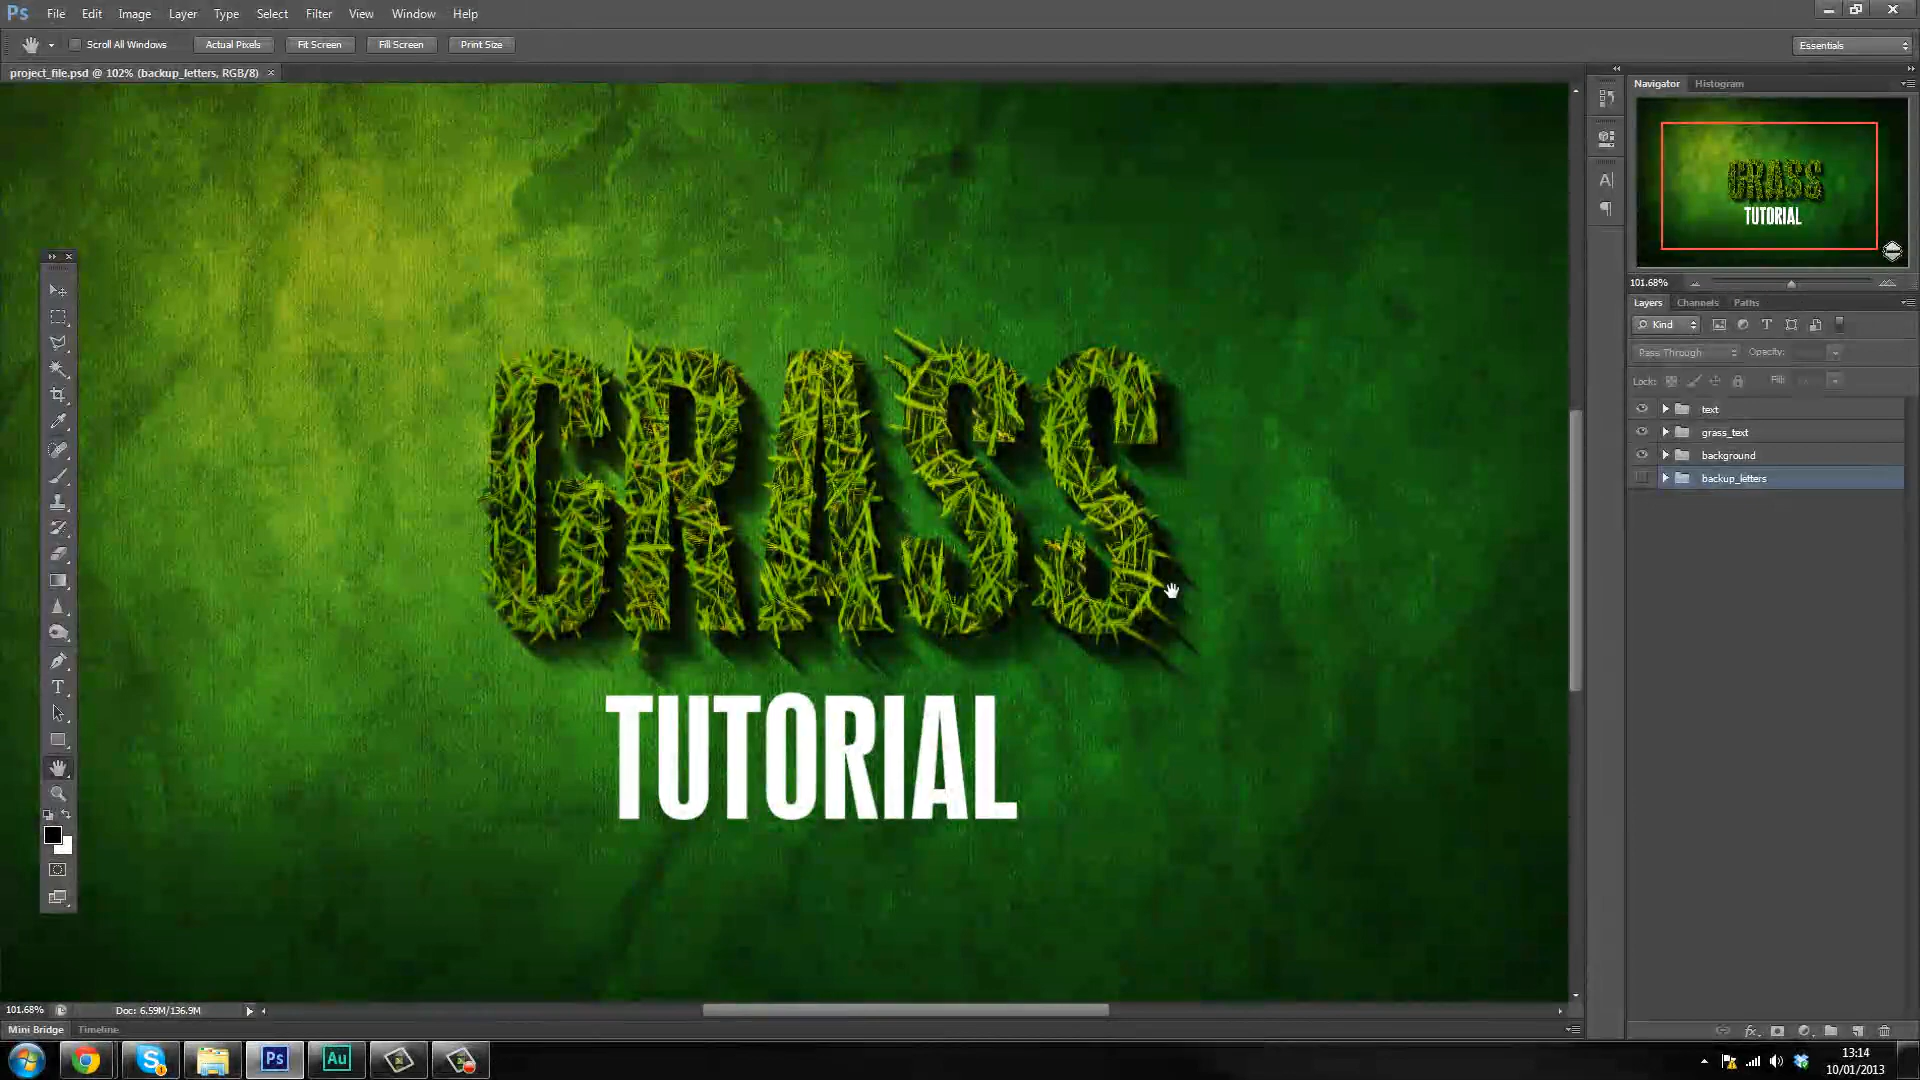 Ps File Edit Image Layer Type Select Filter View Window Help
Scroll All Windows Actual Pixels Fit Screen Fill Screen Print Size Essentials
project_file.psd @ 102% (backup_letters, RGB/8) ×
Navigator Histogram
GRASS
TUTORIAL
101.68%
Layers Channels Paths
Kind
Pass Through Opacity:
Lock: Fill:
text
grass_text
background
backup_letters
GRASS
TUTORIAL
101.68% Doc: 6.59M/136.9M
Mini Bridge Timeline
Ps Au
13:14
10/01/2013